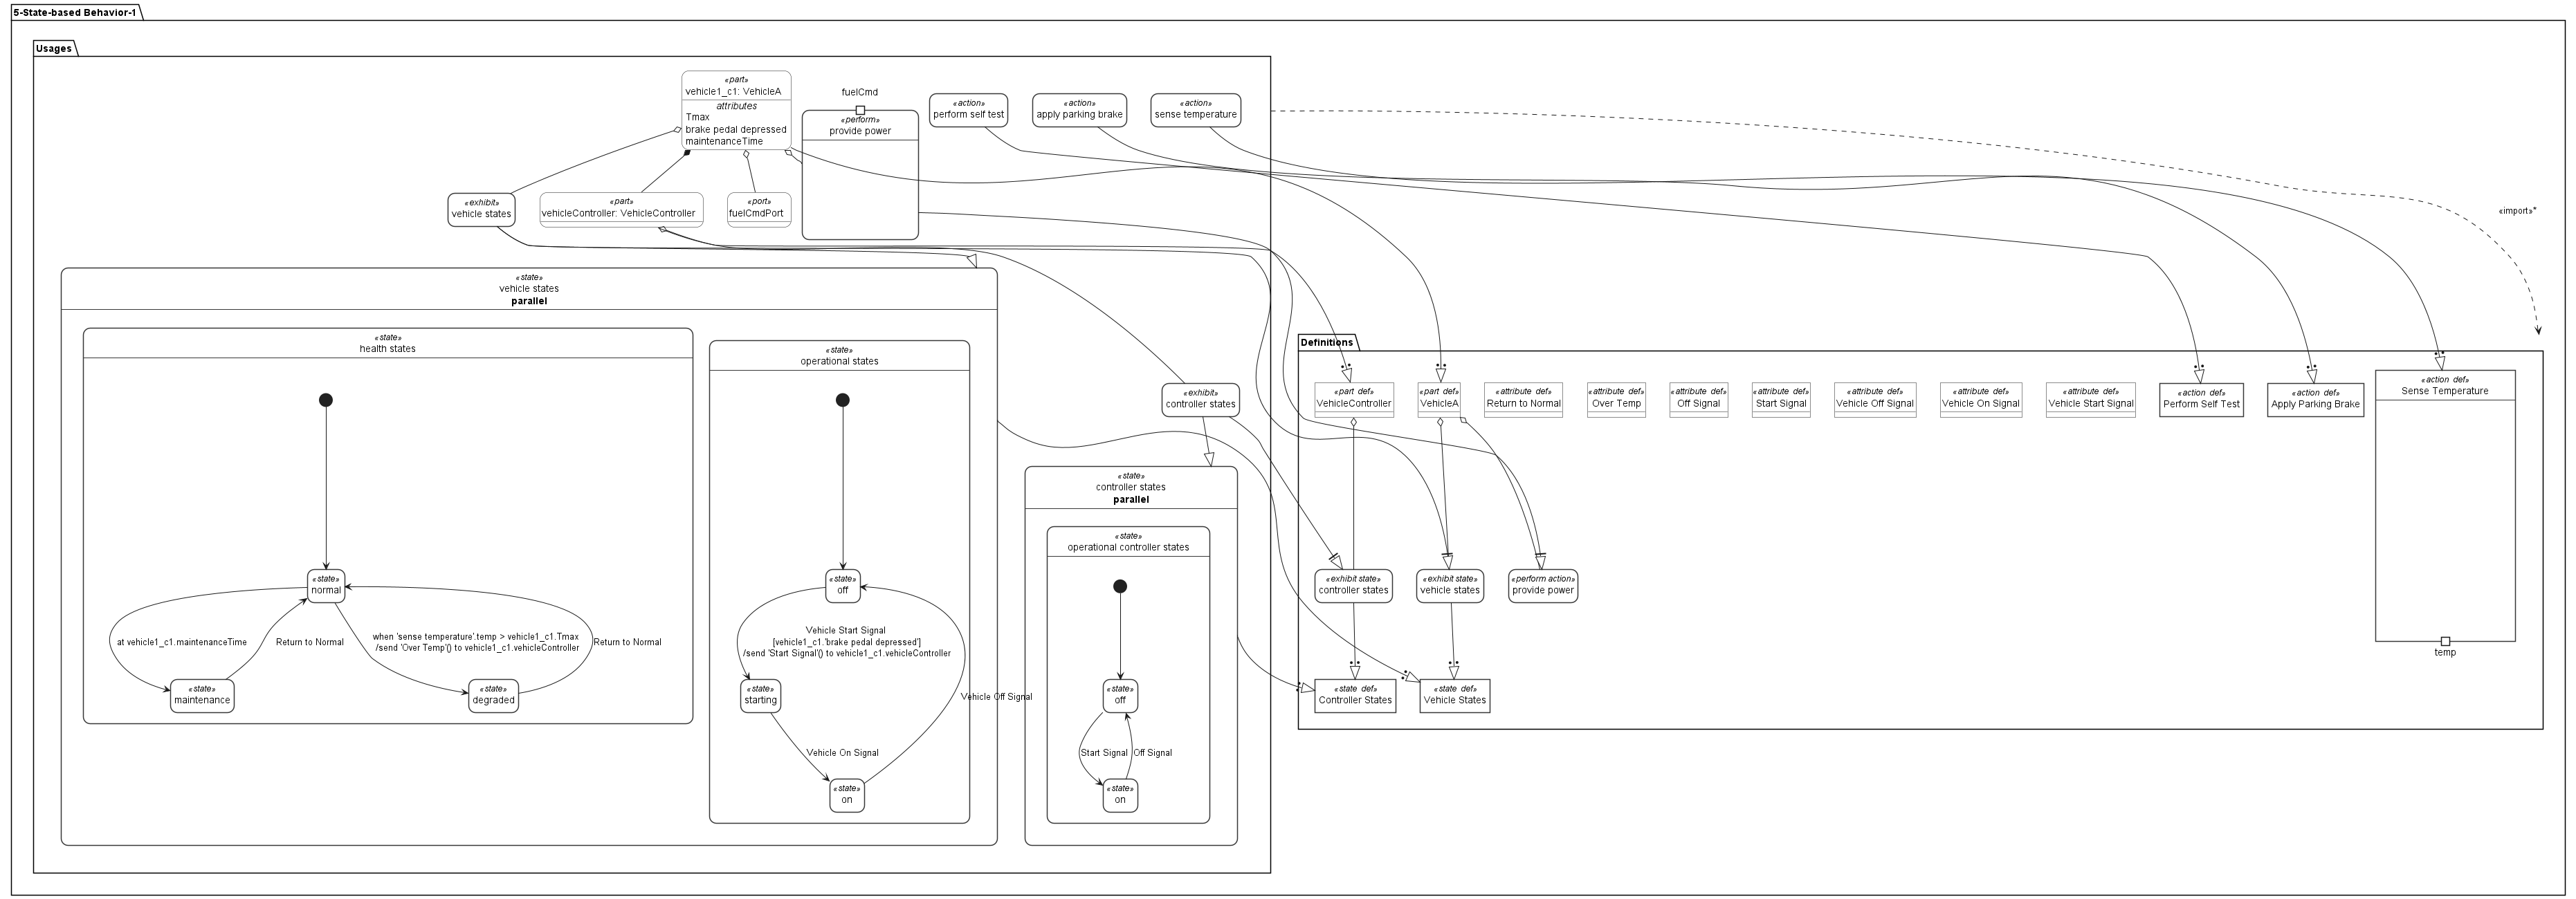 5-State-based Behavior-1
Usages
«part»
vehicle1_c1: VehicleA
attributes
Tmax
brake pedal depressed
maintenanceTime
fuelCmd
«perform»
provide power
«action»
perform self test
«action»
apply parking brake
«action»
sense temperature
«exhibit»
vehicle states
«part»
vehicleController: VehicleController
«port»
fuelCmdPort
«import»*
«state»
vehicle states
parallel
«state»
health states
«state»
normal
at vehicle1_c1.maintenanceTime
Return to Normal
when 'sense temperature'.temp > vehicle1_c1.Tmax
/send 'Over Temp'() to vehicle1_c1.vehicleController
Return to Normal
«state»
maintenance
«state»
degraded
«state»
operational states
«state»
off
Vehicle Start Signal
[vehicle1_c1.'brake pedal depressed']
/send 'Start Signal'() to vehicle1_c1.vehicleController
«state»
starting
Vehicle Off Signal
Vehicle On Signal
«state»
on
«exhibit»
controller states
«state»
controller states
parallel
«state»
operational controller states
«state»
off
Start Signal
Off Signal
«state»
on
Definitions
«part def»
VehicleController
«part def»
VehicleA
«attribute def»
Return to Normal
«attribute def»
Over Temp
«attribute def»
Off Signal
«attribute def»
Start Signal
«attribute def»
Vehicle Off Signal
«attribute def»
Vehicle On Signal
«attribute def»
Vehicle Start Signal
«action def»
Perform Self Test
«action def»
Apply Parking Brake
«action def»
Sense Temperature
temp
«exhibit state»
controller states
«exhibit state»
vehicle states
«perform action»
provide power
«state def»
Controller States
«state def»
Vehicle States